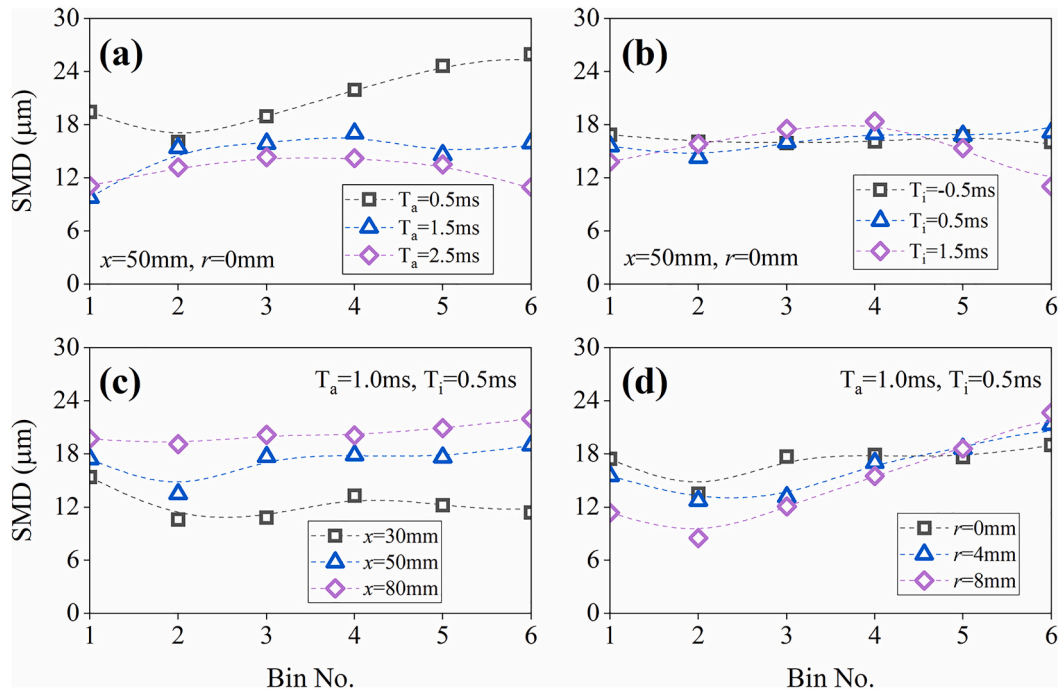 (a)
SMD (μm)
30
24
18
12
6
0
Tₐ=0.5ms
Tₐ=1.5ms
Tₐ=2.5ms
x=50mm, r=0mm
1 2 3 4 5 6
(b)
30
24
18
12
6
0
Tᵢ=-0.5ms
Tᵢ=0.5ms
Tᵢ=1.5ms
x=50mm, r=0mm
1 2 3 4 5 6
(c)
Tₐ=1.0ms, Tᵢ=0.5ms
SMD (μm)
30
24
18
12
6
0
x=30mm
x=50mm
x=80mm
1 2 3 4 5 6
Bin No.
(d)
Tₐ=1.0ms, Tᵢ=0.5ms
30
24
18
12
6
0
r=0mm
r=4mm
r=8mm
1 2 3 4 5 6
Bin No.